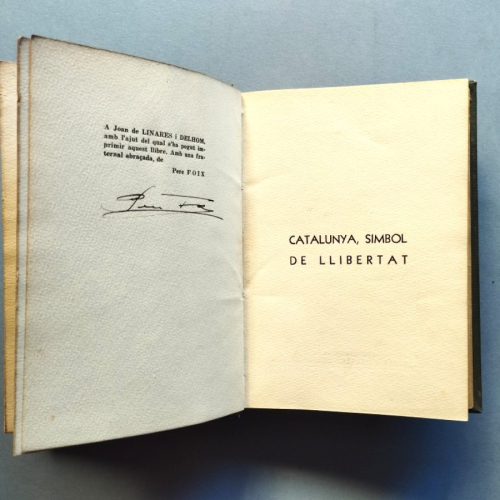 A Joan de LINARES i DELHOM,
amb l'ajut del qual s'ha pogut im-
primir aquest llibre. Amb una fra-
ternal abraçada, de
Pere FOIX
CATALUNYA, SIMBOL
DE LLIBERTAT